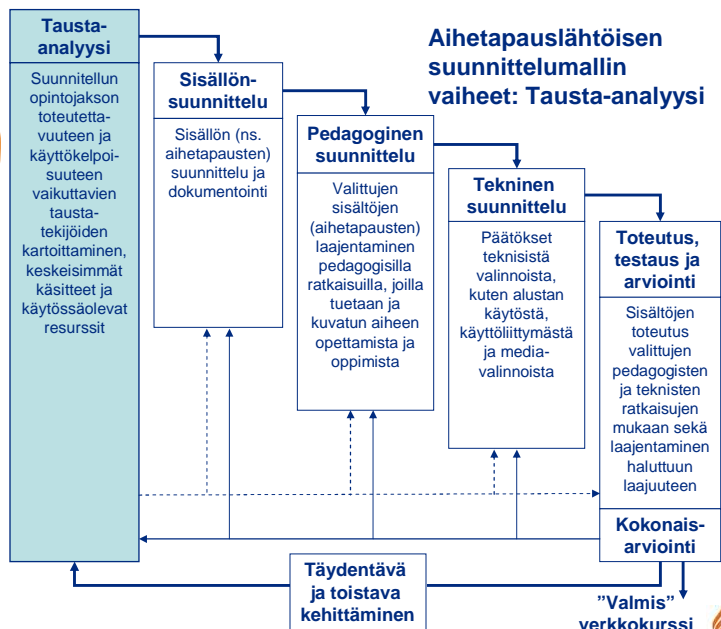 Tausta-
analyysi
Suunnitellun
opintojakson
toteutetta-
vuuteen ja
käyttökelpoi-
suuteen
vaikuttavien
tausta-
tekijöiden
kartoittaminen,
keskeisimmät
käsitteet ja
käytössäolevat
resurssit
Aihetapauslähtöisen
suunnittelumallin
vaiheet: Tausta-analyysi
Sisällön-
suunnittelu
Sisällön (ns.
aihetapausten)
suunnittelu ja
dokumentointi
Pedagoginen
suunnittelu
Valittujen
sisältöjen
(aihetapausten)
laajentaminen
pedagogisilla
ratkaisuilla, joilla
tuetaan ja
kuvatun aiheen
opettamista ja
oppimista
Tekninen
suunnittelu
Päätökset
teknisistä
valinnoista,
kuten alustan
käytöstä,
käyttöliittymästä
ja media-
valinnoista
Toteutus,
testaus ja
arviointi
Sisältöjen
toteutus
valittujen
pedagogisten
ja teknisten
ratkaisujen
mukaan sekä
laajentaminen
haluttuun
laajuuteen
Kokonais-
arviointi
Täydentävä
ja toistava
kehittäminen
”Valmis”
verkkokurssi